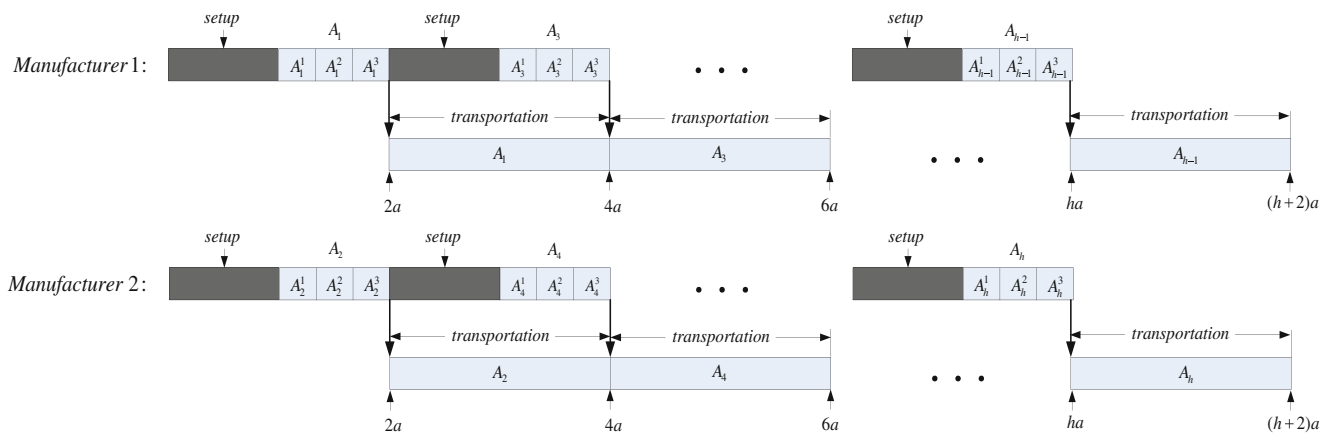 setup A₁ setup A₃ setup Aₕ₋₁
Manufacturer 1: A₁¹ A₁² A₁³ A₃¹ A₃² A₃³ • • • Aₕ₋₁¹ Aₕ₋₁² Aₕ₋₁³
transportation transportation transportation
A₁ A₃ • • • Aₕ₋₁
2a 4a 6a ha (h+2)a
setup A₂ setup A₄ setup Aₕ
Manufacturer 2: A₂¹ A₂² A₂³ A₄¹ A₄² A₄³ • • • Aₕ¹ Aₕ² Aₕ³
transportation transportation transportation
A₂ A₄ • • • Aₕ
2a 4a 6a ha (h+2)a